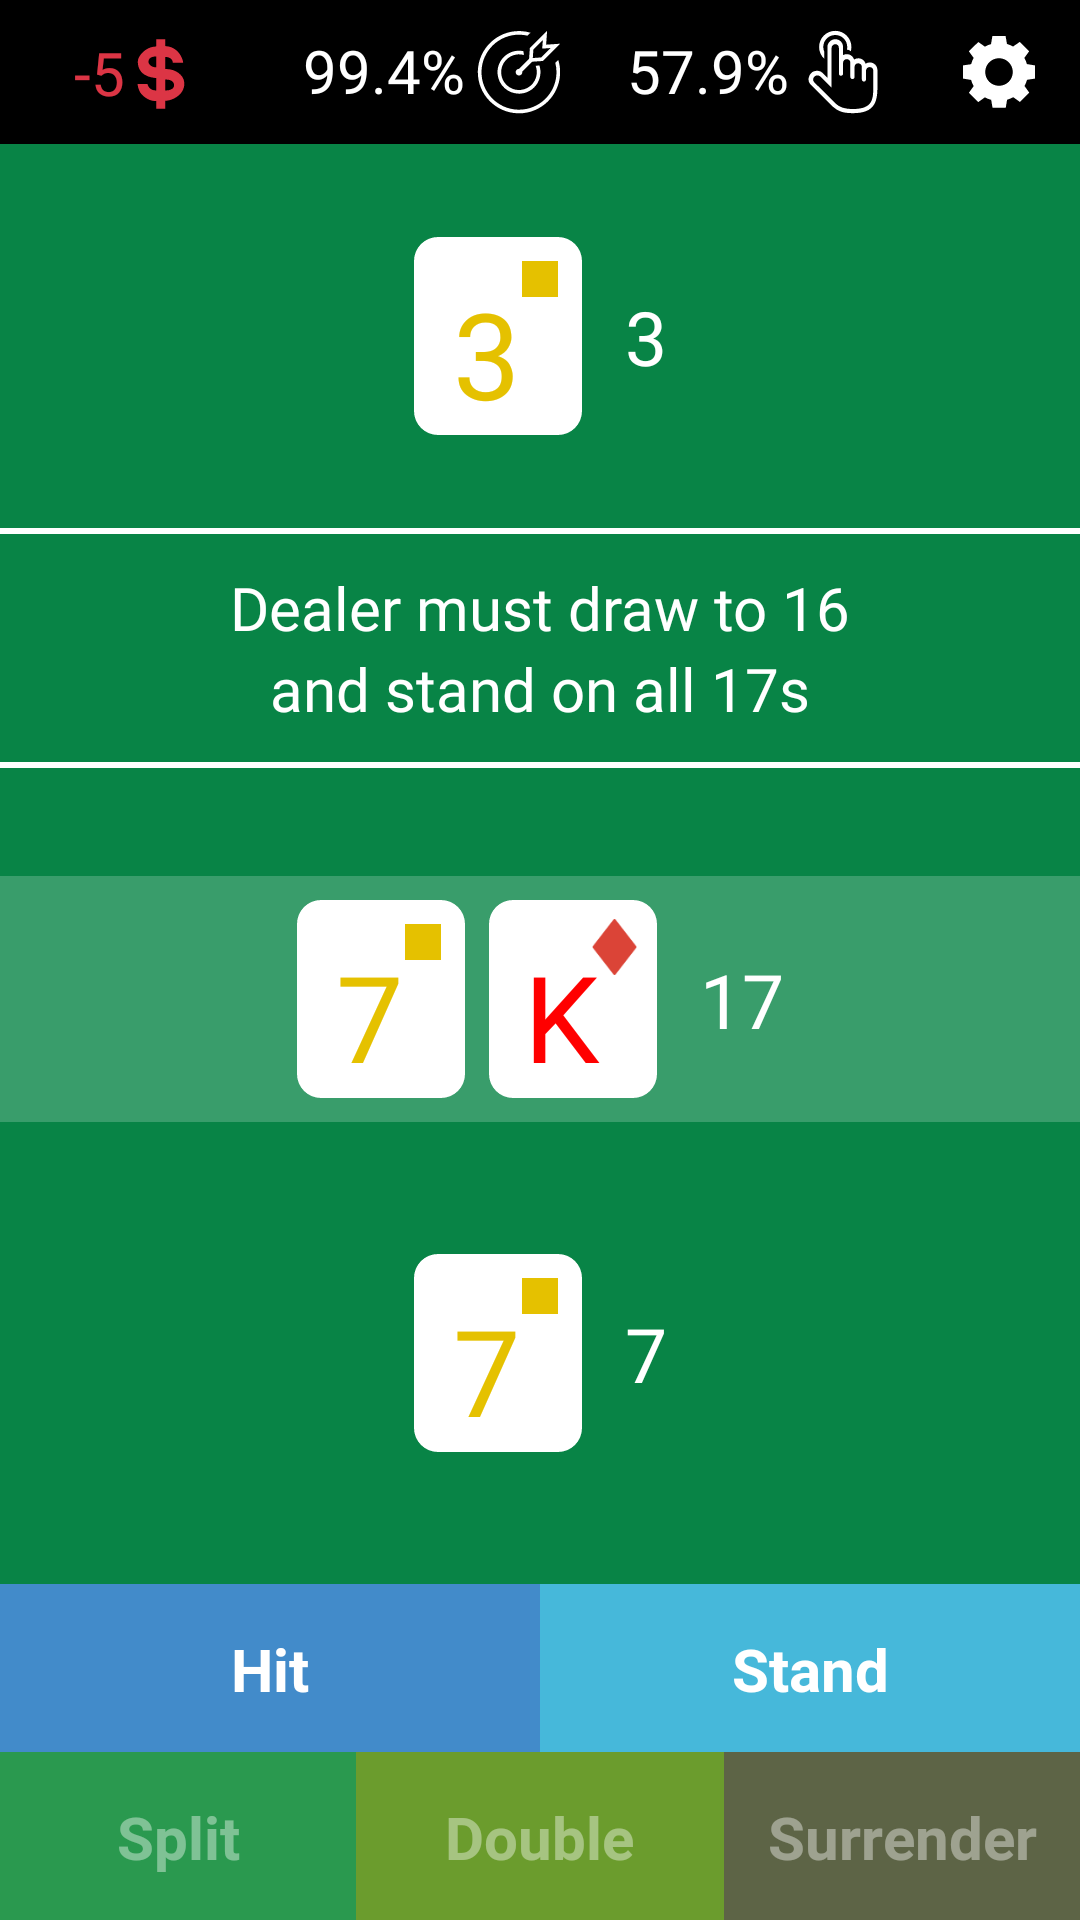 -5 $ 99.4% 57.9%
3 3
Dealer must draw to 16
and stand on all 17s
7 K 17
7 7
Hit Stand
Split Double Surrender